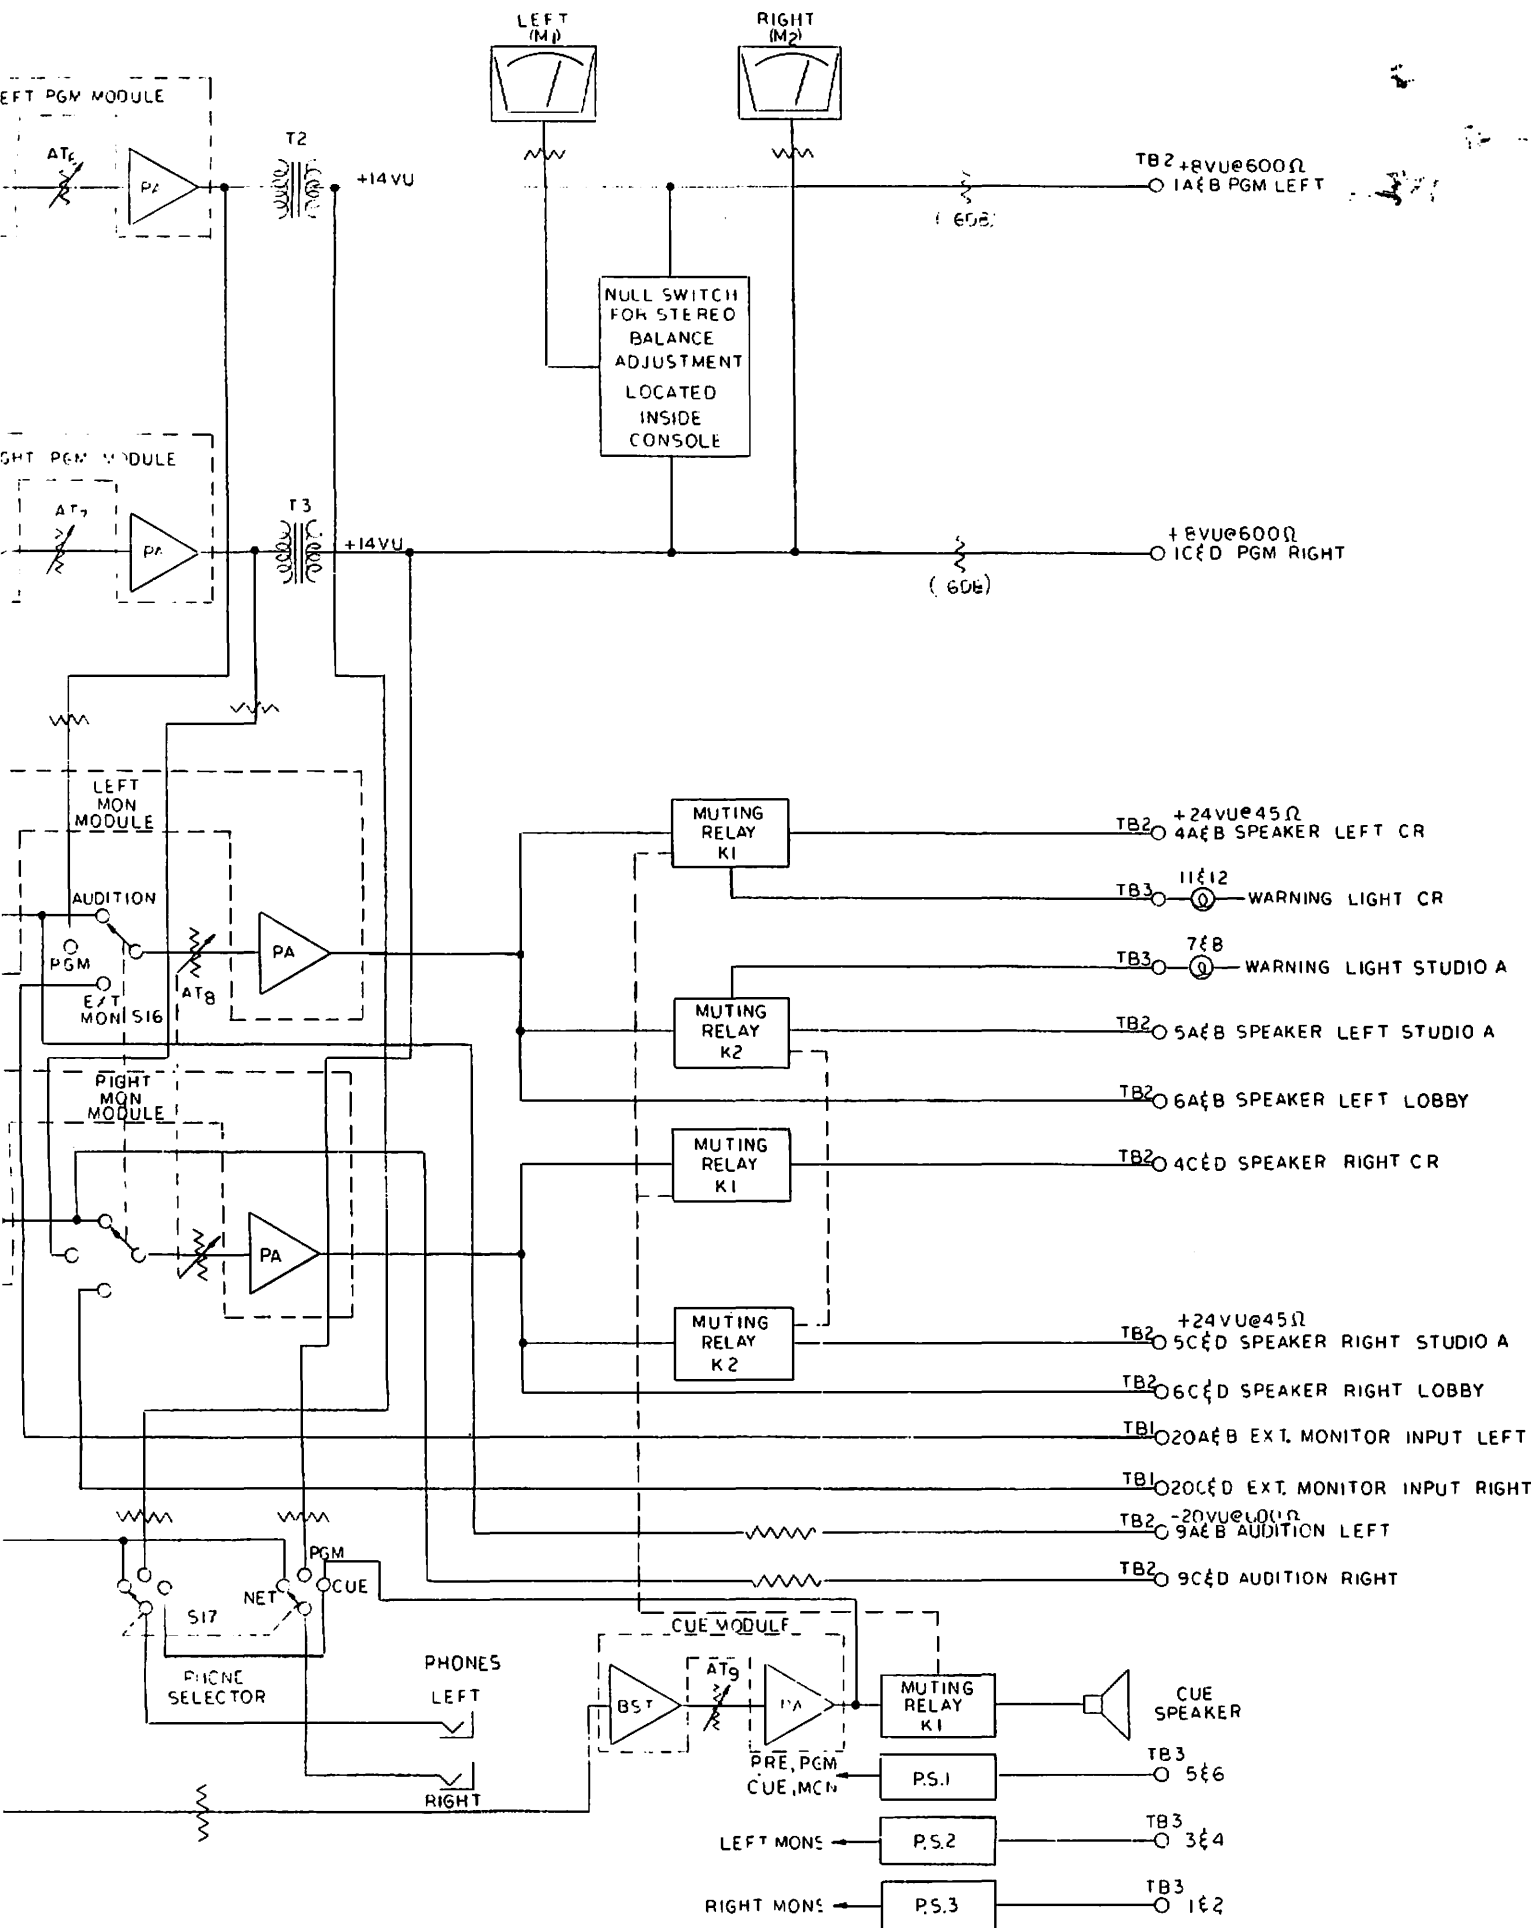 LEFT
(M1)
RIGHT
(M2)
EFT PGM MODULE
AT6
PA
T2
+14VU
TB2 +8VU@600Ω
1A&B PGM LEFT
(6DB)
NULL SWITCH
FOR STEREO
BALANCE
ADJUSTMENT
LOCATED
INSIDE
CONSOLE
GHT PGM MODULE
AT7
PA
T3
+14VU
+8VU@600Ω
1C&D PGM RIGHT
(6DB)
LEFT
MON
MODULE
AUDITION
PGM
EXT
MON
S16
AT8
PA
MUTING
RELAY
K1
TB2
+24VU@45Ω
4A&B SPEAKER LEFT CR
TB3
11&12
WARNING LIGHT CR
TB3
7&8
WARNING LIGHT STUDIO A
MUTING
RELAY
K2
TB2
5A&B SPEAKER LEFT STUDIO A
TB2
6A&B SPEAKER LEFT LOBBY
RIGHT
MON
MODULE
PA
MUTING
RELAY
K1
TB2
4C&D SPEAKER RIGHT CR
MUTING
RELAY
K2
+24VU@45Ω
TB2
5C&D SPEAKER RIGHT STUDIO A
TB2
6C&D SPEAKER RIGHT LOBBY
TB1
20A&B EXT. MONITOR INPUT LEFT
TB1
20C&D EXT. MONITOR INPUT RIGHT
TB2
-20VU@600Ω
9A&B AUDITION LEFT
TB2
9C&D AUDITION RIGHT
PGM
NET
CUE
S17
PHONE
SELECTOR
PHONES
LEFT
RIGHT
CUE MODULE
BST
AT9
PA
MUTING
RELAY
K1
CUE
SPEAKER
PRE, PGM
CUE, MON
P.S.1
TB3
5&6
LEFT MONS
P.S.2
TB3
3&4
RIGHT MONS
P.S.3
TB3
1&2